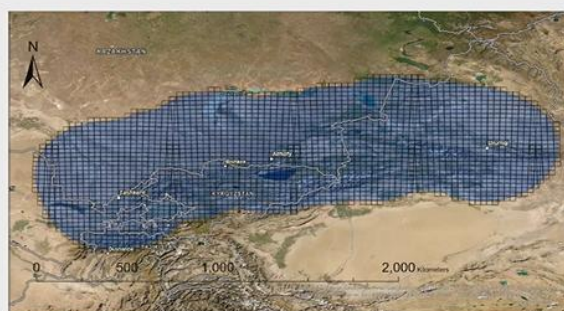 N
KAZAKHSTAN
Urumqi
Almaty
Bishkek
Tashkent
KYRGYZSTAN
0 500 1,000 2,000 Kilometers